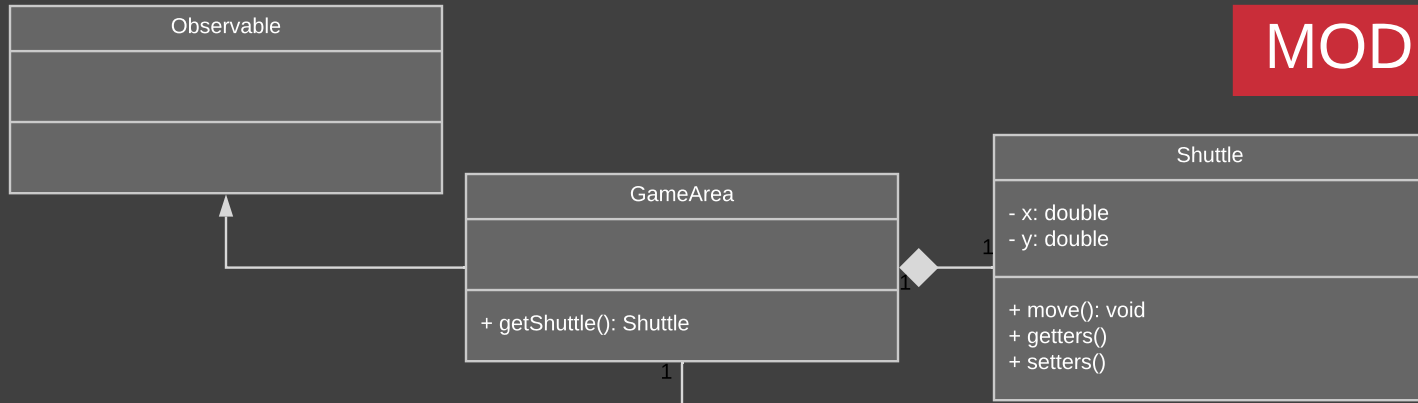 Observable
MOD
GameArea
+ getShuttle(): Shuttle
1
1
1
Shuttle
- x: double
- y: double
+ move(): void
+ getters()
+ setters()